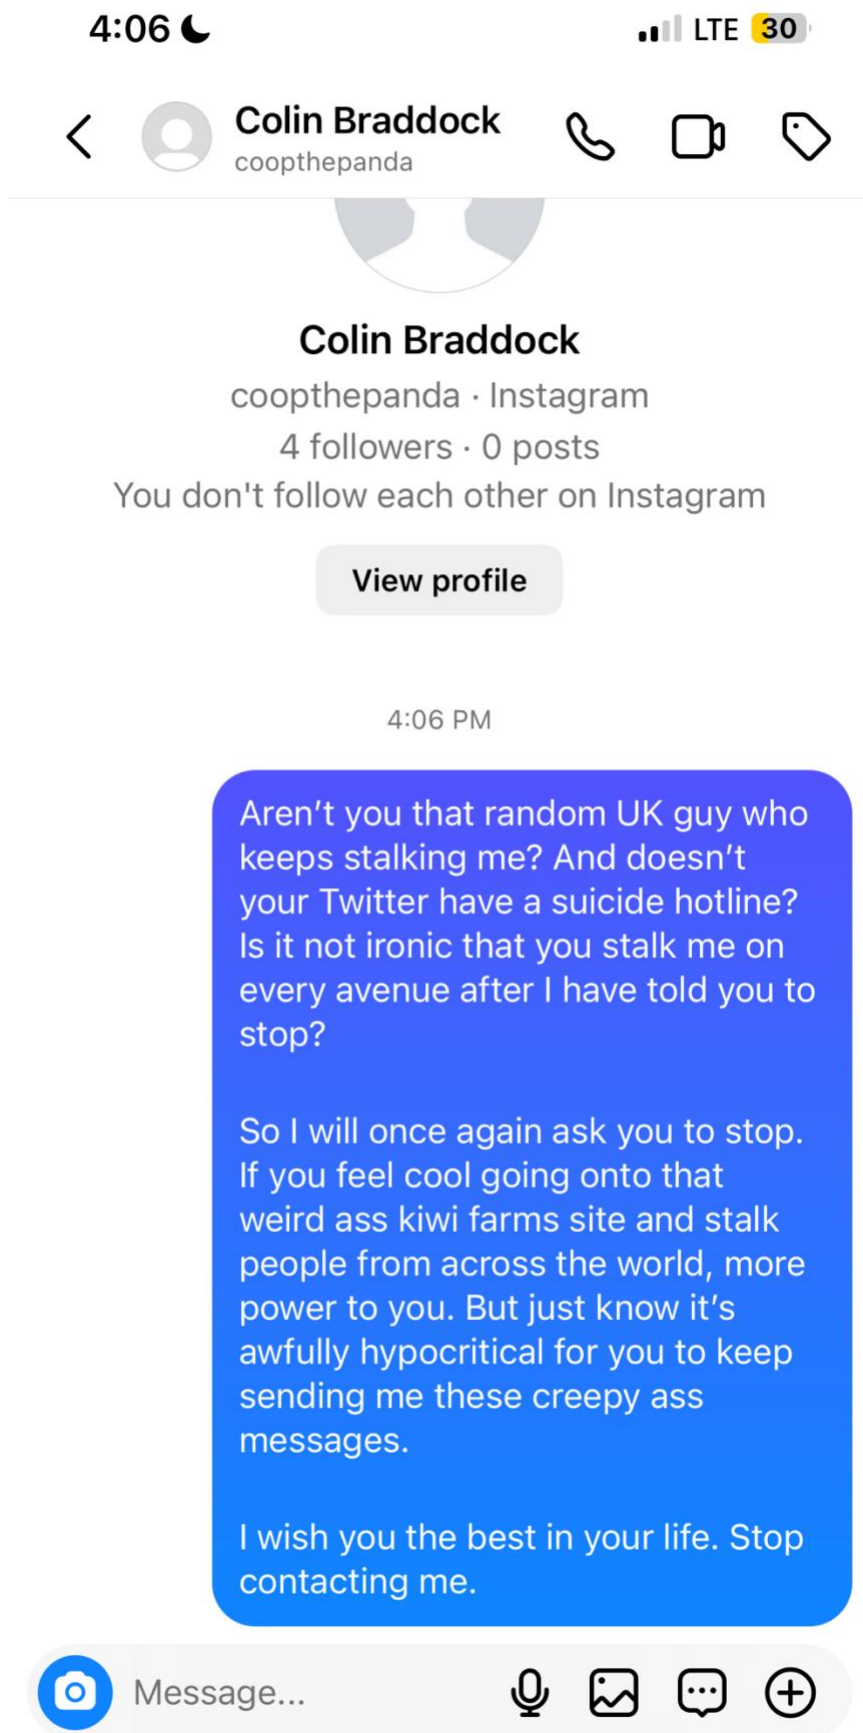 4:06
LTE 30
Colin Braddock
coopthepanda
Colin Braddock
coopthepanda · Instagram
4 followers · 0 posts
You don't follow each other on Instagram
View profile
4:06 PM
Aren’t you that random UK guy who
keeps stalking me? And doesn’t
your Twitter have a suicide hotline?
Is it not ironic that you stalk me on
every avenue after I have told you to
stop?
So I will once again ask you to stop.
If you feel cool going onto that
weird ass kiwi farms site and stalk
people from across the world, more
power to you. But just know it’s
awfully hypocritical for you to keep
sending me these creepy ass
messages.
I wish you the best in your life. Stop
contacting me.
Message...